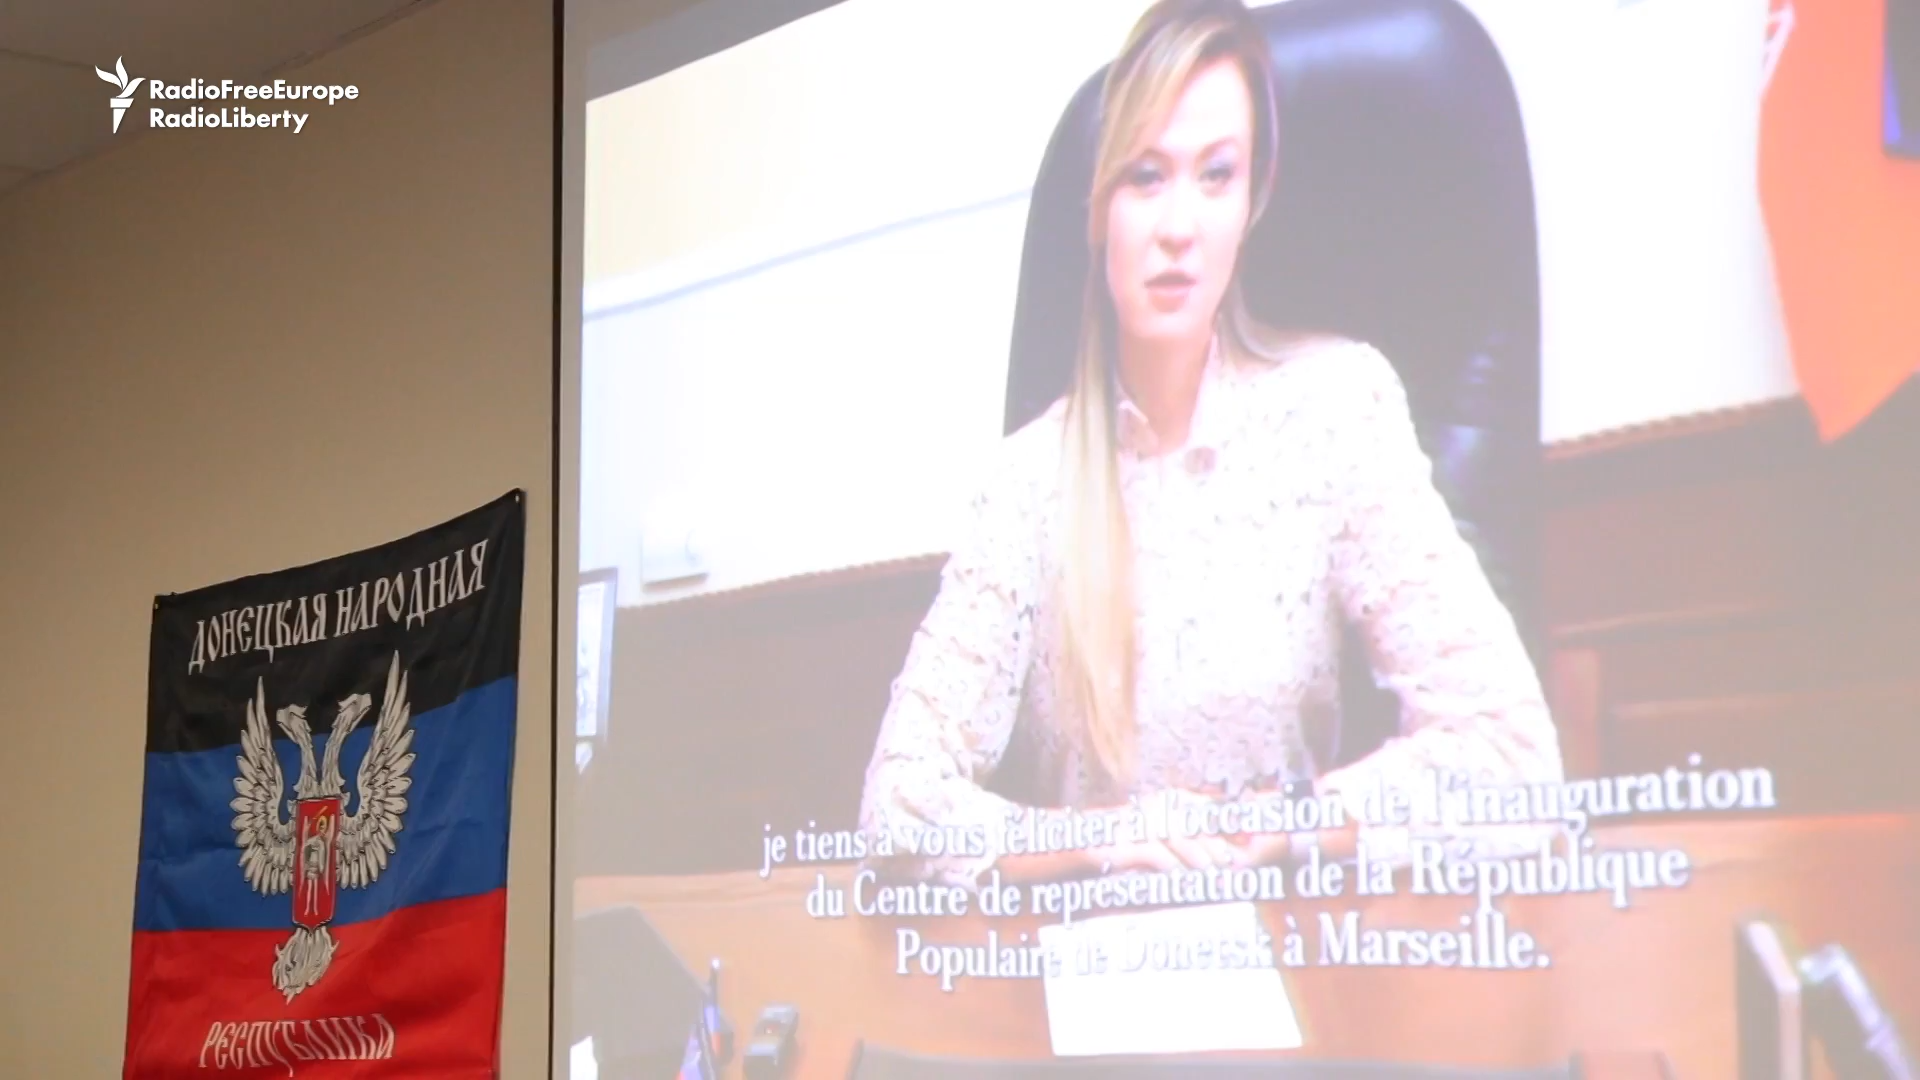 RadioFreeEurope
RadioLiberty
ДОНЕЦКАЯ НАРОДНАЯ
РЕСПУБЛИКА
je tiens à vous féliciter à l'occasion de l'inauguration
du Centre de représentation de la République
Populaire de Donetsk à Marseille.